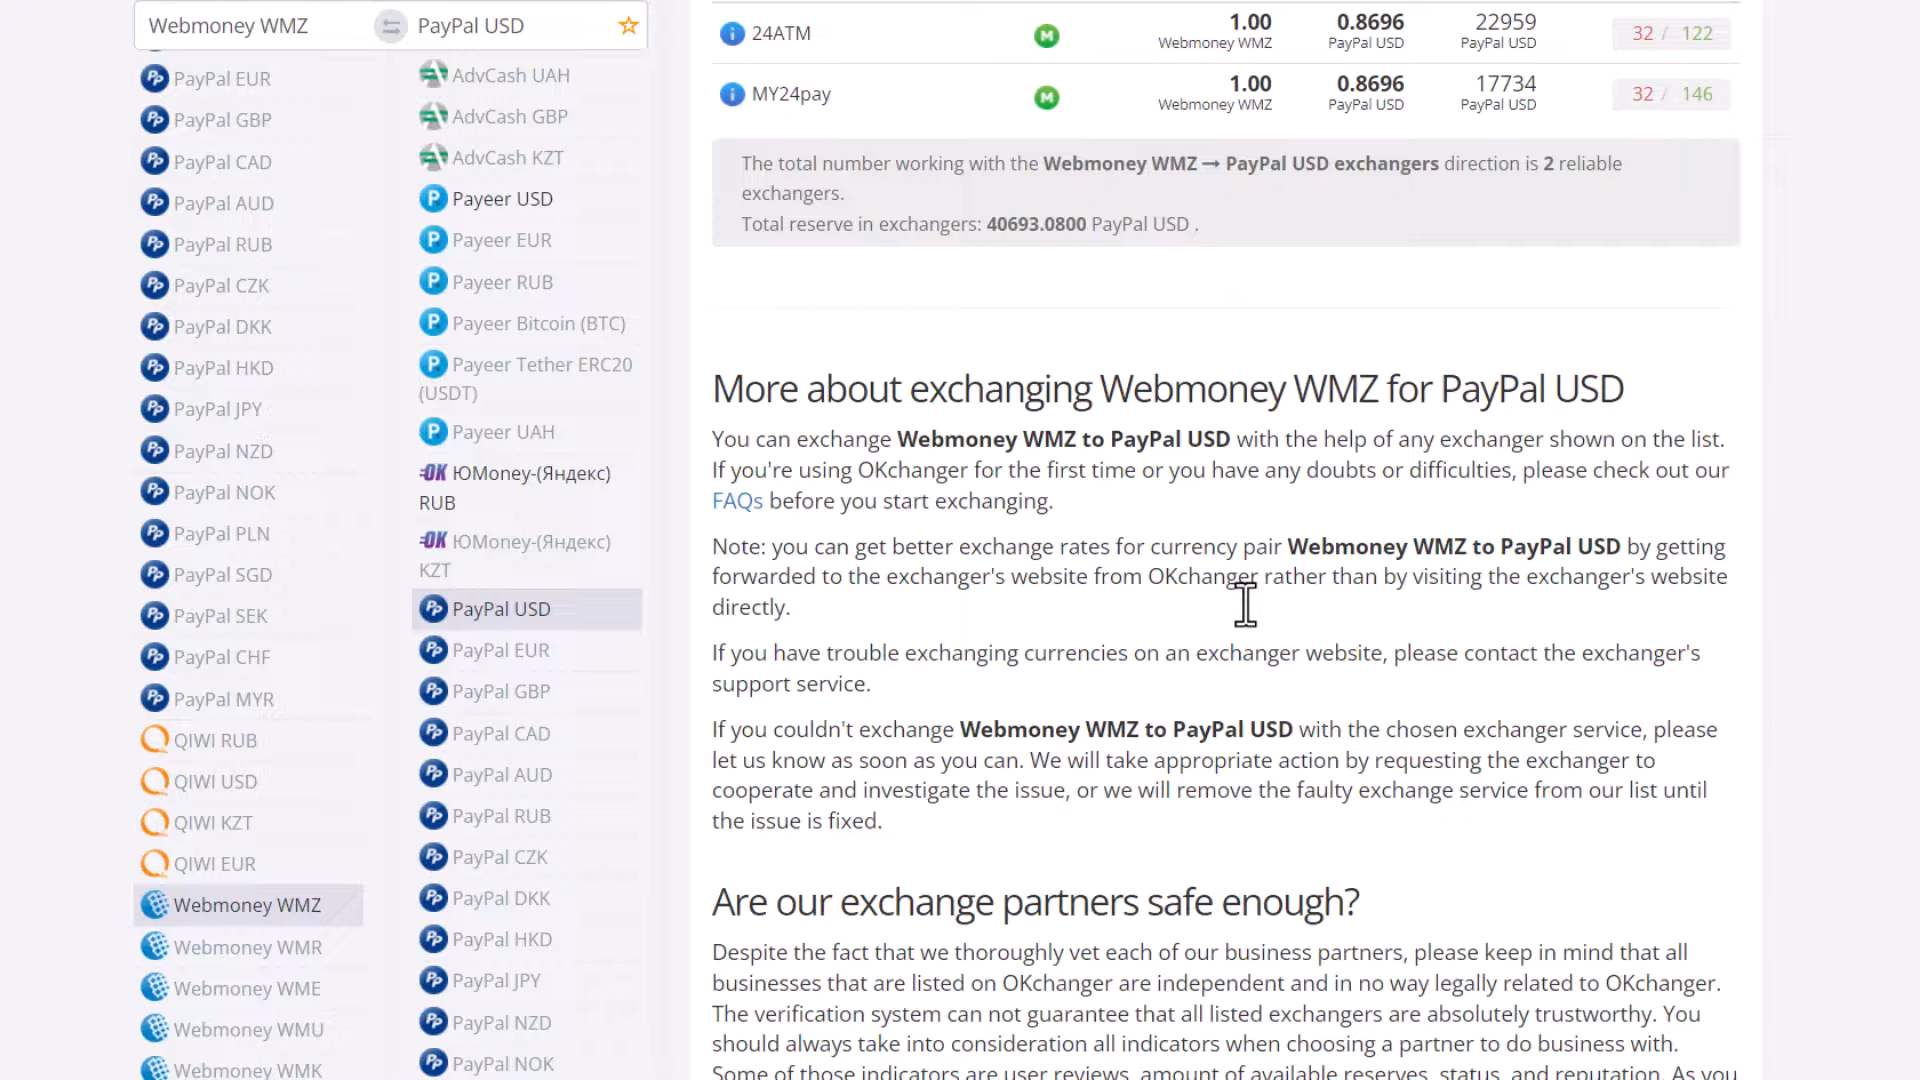 Webmoney WMZ
PayPal USD
PayPal EUR
PayPal GBP
PayPal CAD
PayPal AUD
PayPal RUB
PayPal CZK
PayPal DKK
PayPal HKD
PayPal JPY
PayPal NZD
PayPal NOK
PayPal PLN
PayPal SGD
PayPal SEK
PayPal CHF
PayPal MYR
QIWI RUB
QIWI USD
QIWI KZT
QIWI EUR
Webmoney WMZ
Webmoney WMR
Webmoney WME
Webmoney WMU
Webmoney WMK
AdvCash UAH
AdvCash GBP
AdvCash KZT
Payeer USD
Payeer EUR
Payeer RUB
Payeer Bitcoin (BTC)
Payeer Tether ERC20
(USDT)
Payeer UAH
ЮMoney-(Яндекс)
RUB
ЮMoney-(Яндекс)
KZT
PayPal USD
PayPal EUR
PayPal GBP
PayPal CAD
PayPal AUD
PayPal RUB
PayPal CZK
PayPal DKK
PayPal HKD
PayPal JPY
PayPal NZD
PayPal NOK
24ATM M 1.00 0.8696 22959 32 / 122
Webmoney WMZ PayPal USD PayPal USD
MY24pay M 1.00 0.8696 17734 32 / 146
Webmoney WMZ PayPal USD PayPal USD
The total number working with the Webmoney WMZ → PayPal USD exchangers direction is 2 reliable
exchangers.
Total reserve in exchangers: 40693.0800 PayPal USD .
More about exchanging Webmoney WMZ for PayPal USD
You can exchange Webmoney WMZ to PayPal USD with the help of any exchanger shown on the list.
If you're using OKchanger for the first time or you have any doubts or difficulties, please check out our
FAQs before you start exchanging.
Note: you can get better exchange rates for currency pair Webmoney WMZ to PayPal USD by getting
forwarded to the exchanger's website from OKchanger rather than by visiting the exchanger's website
directly.
If you have trouble exchanging currencies on an exchanger website, please contact the exchanger's
support service.
If you couldn't exchange Webmoney WMZ to PayPal USD with the chosen exchanger service, please
let us know as soon as you can. We will take appropriate action by requesting the exchanger to
cooperate and investigate the issue, or we will remove the faulty exchange service from our list until
the issue is fixed.
Are our exchange partners safe enough?
Despite the fact that we thoroughly vet each of our business partners, please keep in mind that all
businesses that are listed on OKchanger are independent and in no way legally related to OKchanger.
The verification system can not guarantee that all listed exchangers are absolutely trustworthy. You
should always take into consideration all indicators when choosing a partner to do business with.
Some of those indicators are user reviews, amount of available reserves, status, and reputation. As you